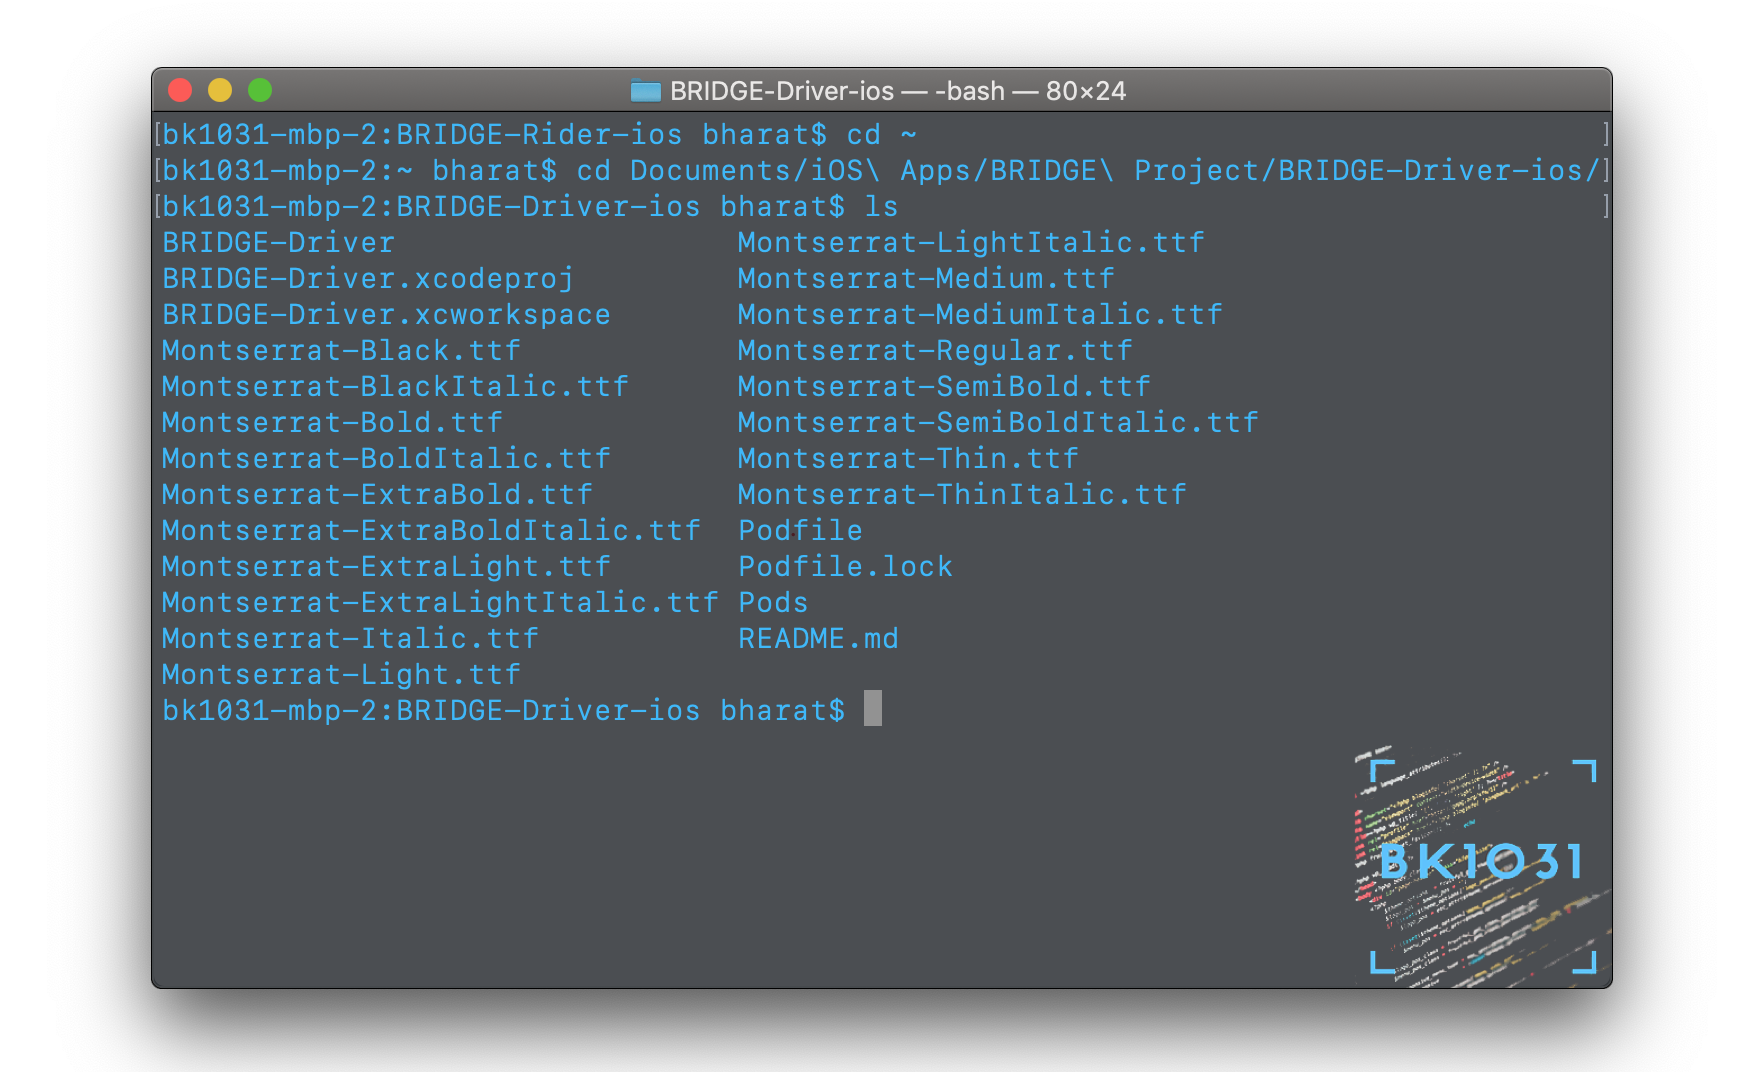 BRIDGE-Driver-ios — -bash — 80×24
[bk1031-mbp-2:BRIDGE-Rider-ios bharat$ cd ~ ]
[bk1031-mbp-2:~ bharat$ cd Documents/iOS\ Apps/BRIDGE\ Project/BRIDGE-Driver-ios/]
[bk1031-mbp-2:BRIDGE-Driver-ios bharat$ ls ]
BRIDGE-Driver Montserrat-LightItalic.ttf
BRIDGE-Driver.xcodeproj Montserrat-Medium.ttf
BRIDGE-Driver.xcworkspace Montserrat-MediumItalic.ttf
Montserrat-Black.ttf Montserrat-Regular.ttf
Montserrat-BlackItalic.ttf Montserrat-SemiBold.ttf
Montserrat-Bold.ttf Montserrat-SemiBoldItalic.ttf
Montserrat-BoldItalic.ttf Montserrat-Thin.ttf
Montserrat-ExtraBold.ttf Montserrat-ThinItalic.ttf
Montserrat-ExtraBoldItalic.ttf Podfile
Montserrat-ExtraLight.ttf Podfile.lock
Montserrat-ExtraLightItalic.ttf Pods
Montserrat-Italic.ttf README.md
Montserrat-Light.ttf
bk1031-mbp-2:BRIDGE-Driver-ios bharat$
BK1031